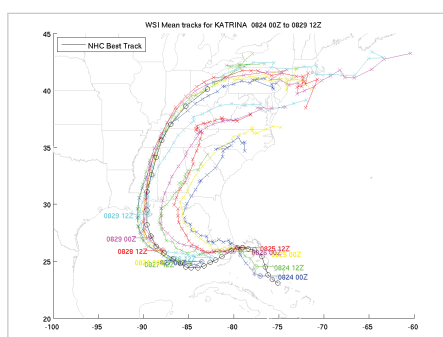 WSI Mean tracks for KATRINA 0824 00Z to 0829 12Z
NHC Best Track
45
40
35
30
25
20
0829 12Z
0829 00Z
0828 12Z
0825 12Z
0824 12Z
0824 00Z
-100 -95 -90 -85 -80 -75 -70 -65 -60